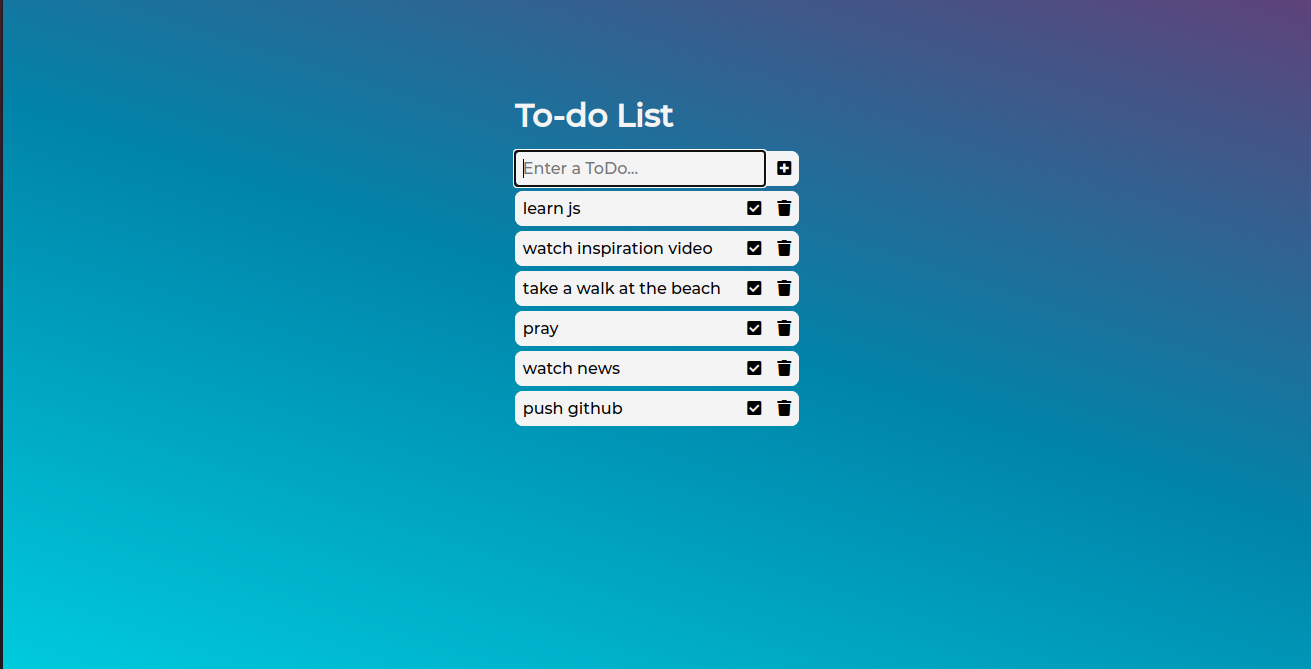 To-do List
Enter a ToDo...
learn js
watch inspiration video
take a walk at the beach
pray
watch news
push github